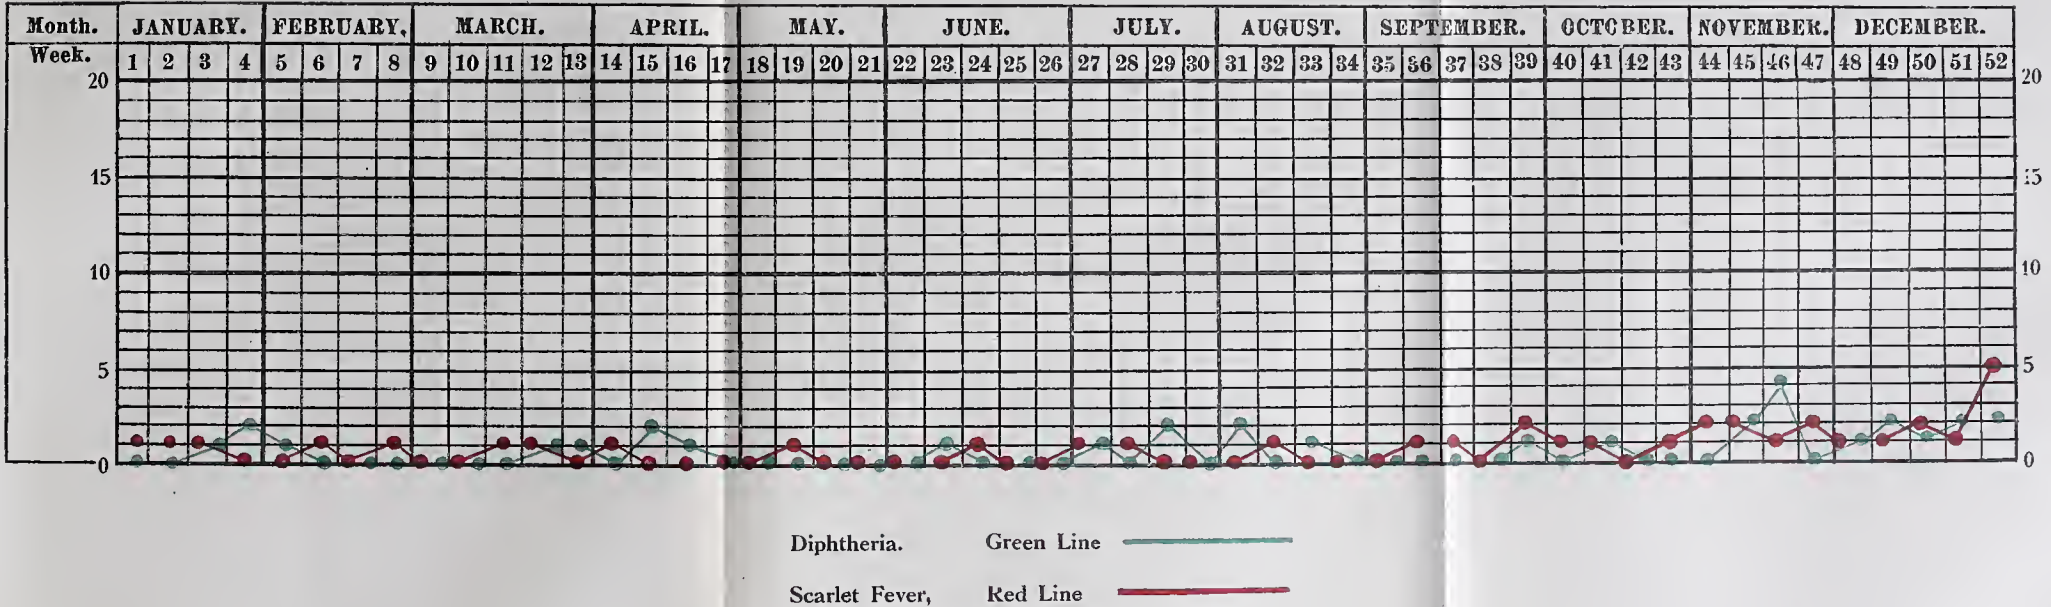 Month. JANUARY. FEBRUARY, MARCH. APRIL. MAY. JUNE. JULY. AUGUST. SEPTEMBER. OCTOBER. NOVEMBER. DECEMBER.
Week. 1 2 3 4 5 6 7 8 9 10 11 12 13 14 15 16 17 18 19 20 21 22 23 24 25 26 27 28 29 30 31 32 33 34 35 36 37 38 39 40 41 42 43 44 45 46 47 48 49 50 51 52
20 20
15 15
10 10
5 5
0 0
Diphtheria. Green Line
Scarlet Fever, Red Line